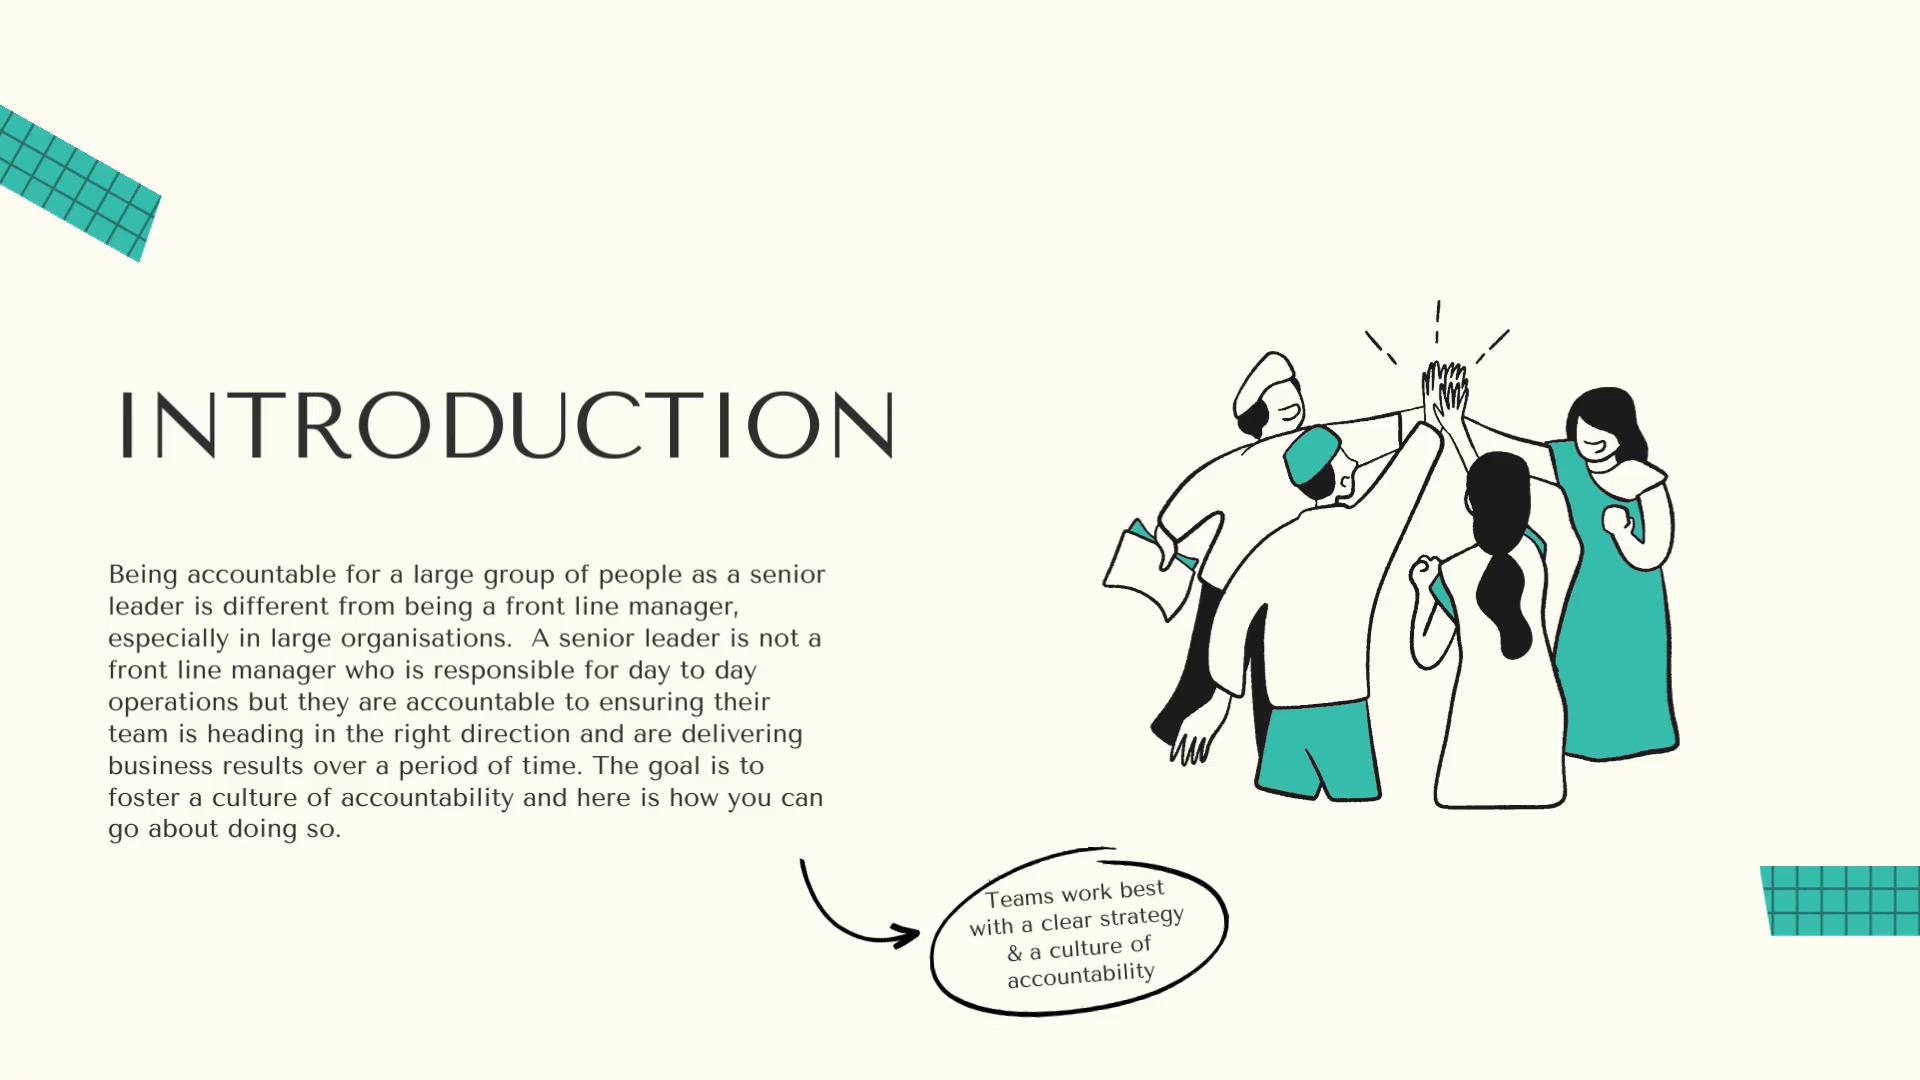 INTRODUCTION
Being accountable for a large group of people as a senior
leader is different from being a front line manager,
especially in large organisations.  A senior leader is not a
front line manager who is responsible for day to day
operations but they are accountable to ensuring their
team is heading in the right direction and are delivering
business results over a period of time. The goal is to
foster a culture of accountability and here is how you can
go about doing so.
Teams work best
with a clear strategy
& a culture of
accountability